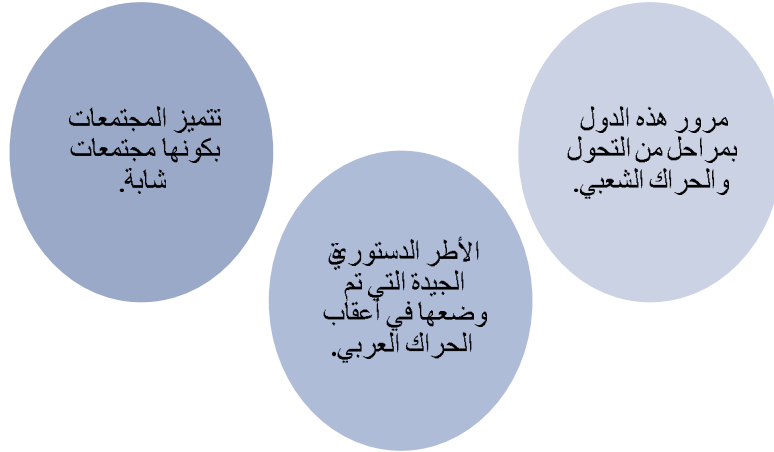 مرور هذه الدول
بمراحل من التحول
والحراك الشعبي.
الأطر الدستورية
الجيدة التي تم
وضعها في أعقاب
الحراك العربي.
تتميز المجتمعات
بكونها مجتمعات
شابة.